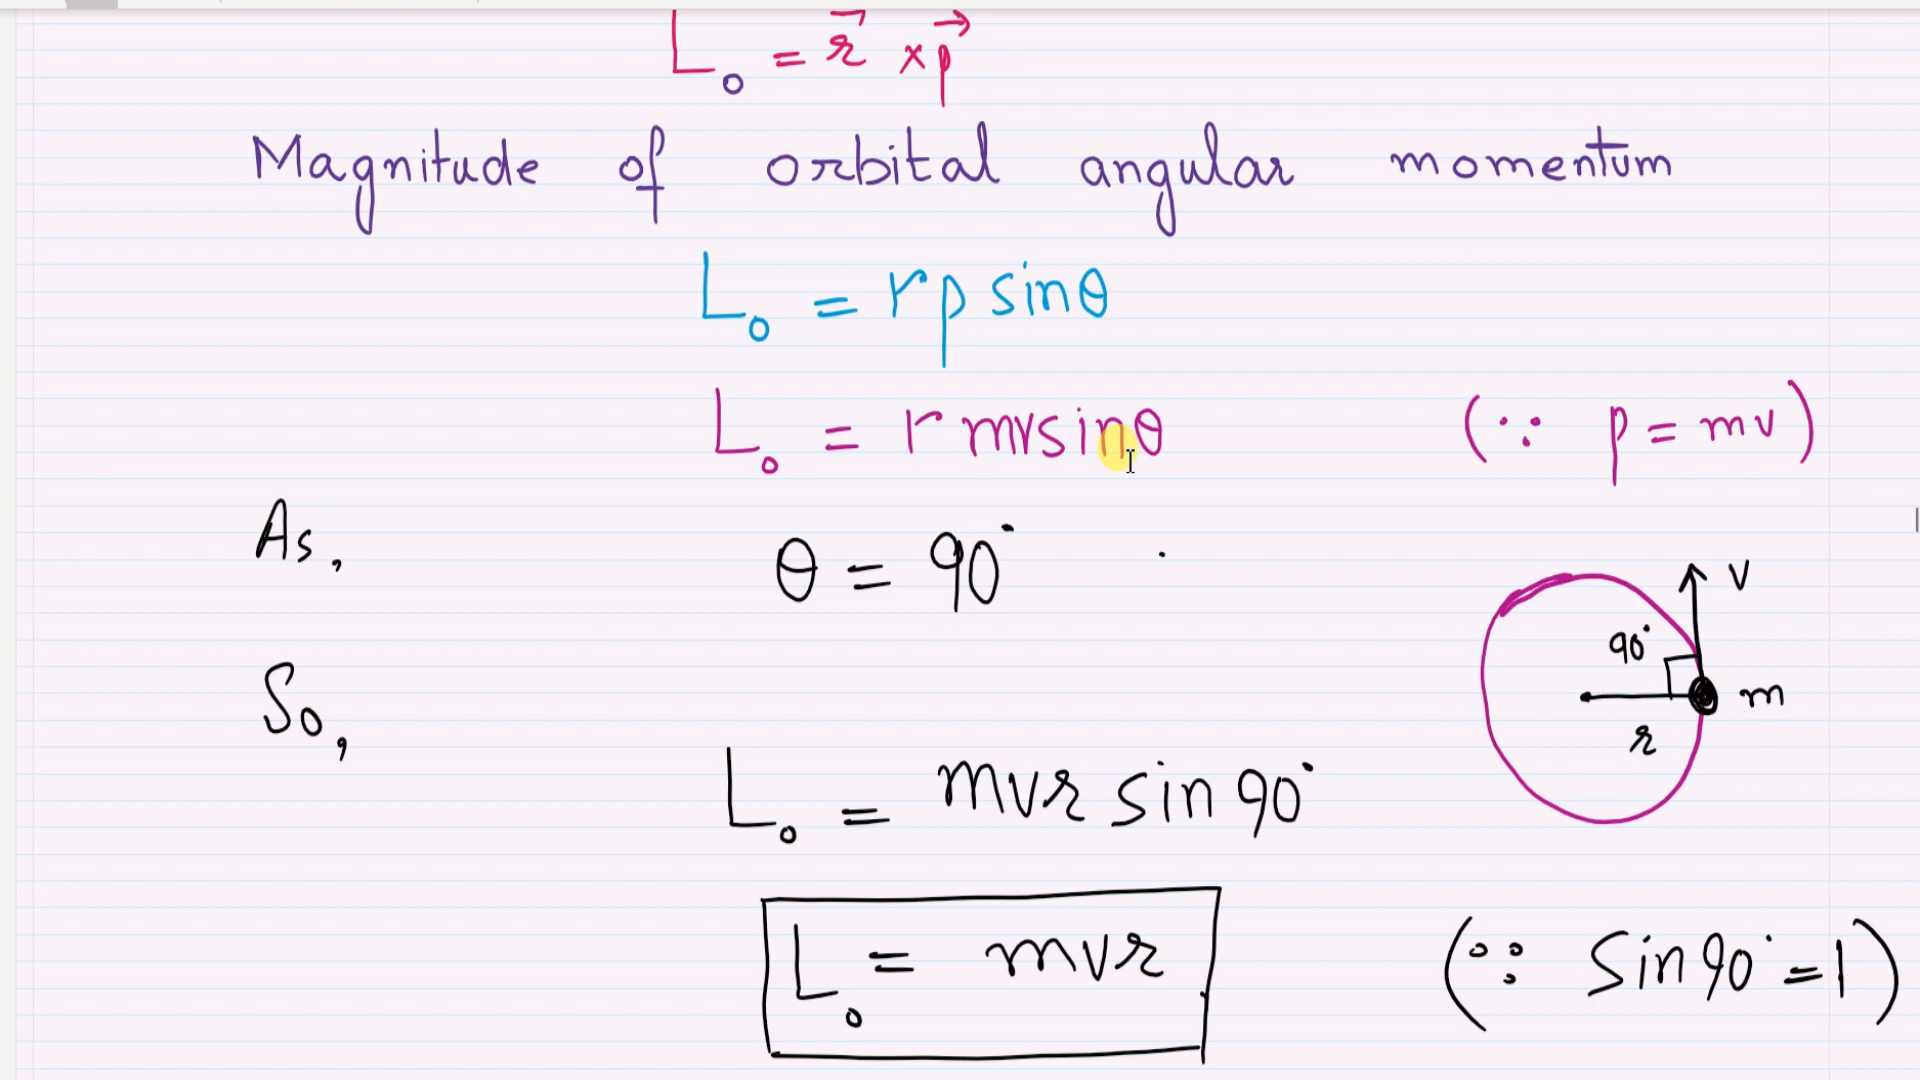 L₀ = r⃗ × p⃗
Magnitude of orbital angular momentum
L₀ = r p sinθ
L₀ = r mv sinθ (∵ p = mv)
As, θ = 90°
So,
v
90°
m
r
L₀ = mvr sin 90°
L₀ = mvr (∵ Sin 90° = 1)